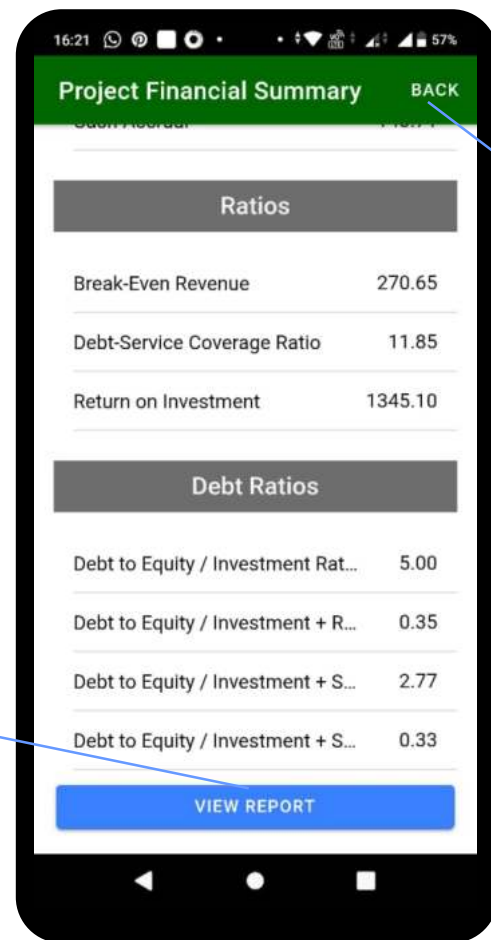 16:21 57%
Project Financial Summary BACK
Ratios
Break-Even Revenue 270.65
Debt-Service Coverage Ratio 11.85
Return on Investment 1345.10
Debt Ratios
Debt to Equity / Investment Rat... 5.00
Debt to Equity / Investment + R... 0.35
Debt to Equity / Investment + S... 2.77
Debt to Equity / Investment + S... 0.33
VIEW REPORT